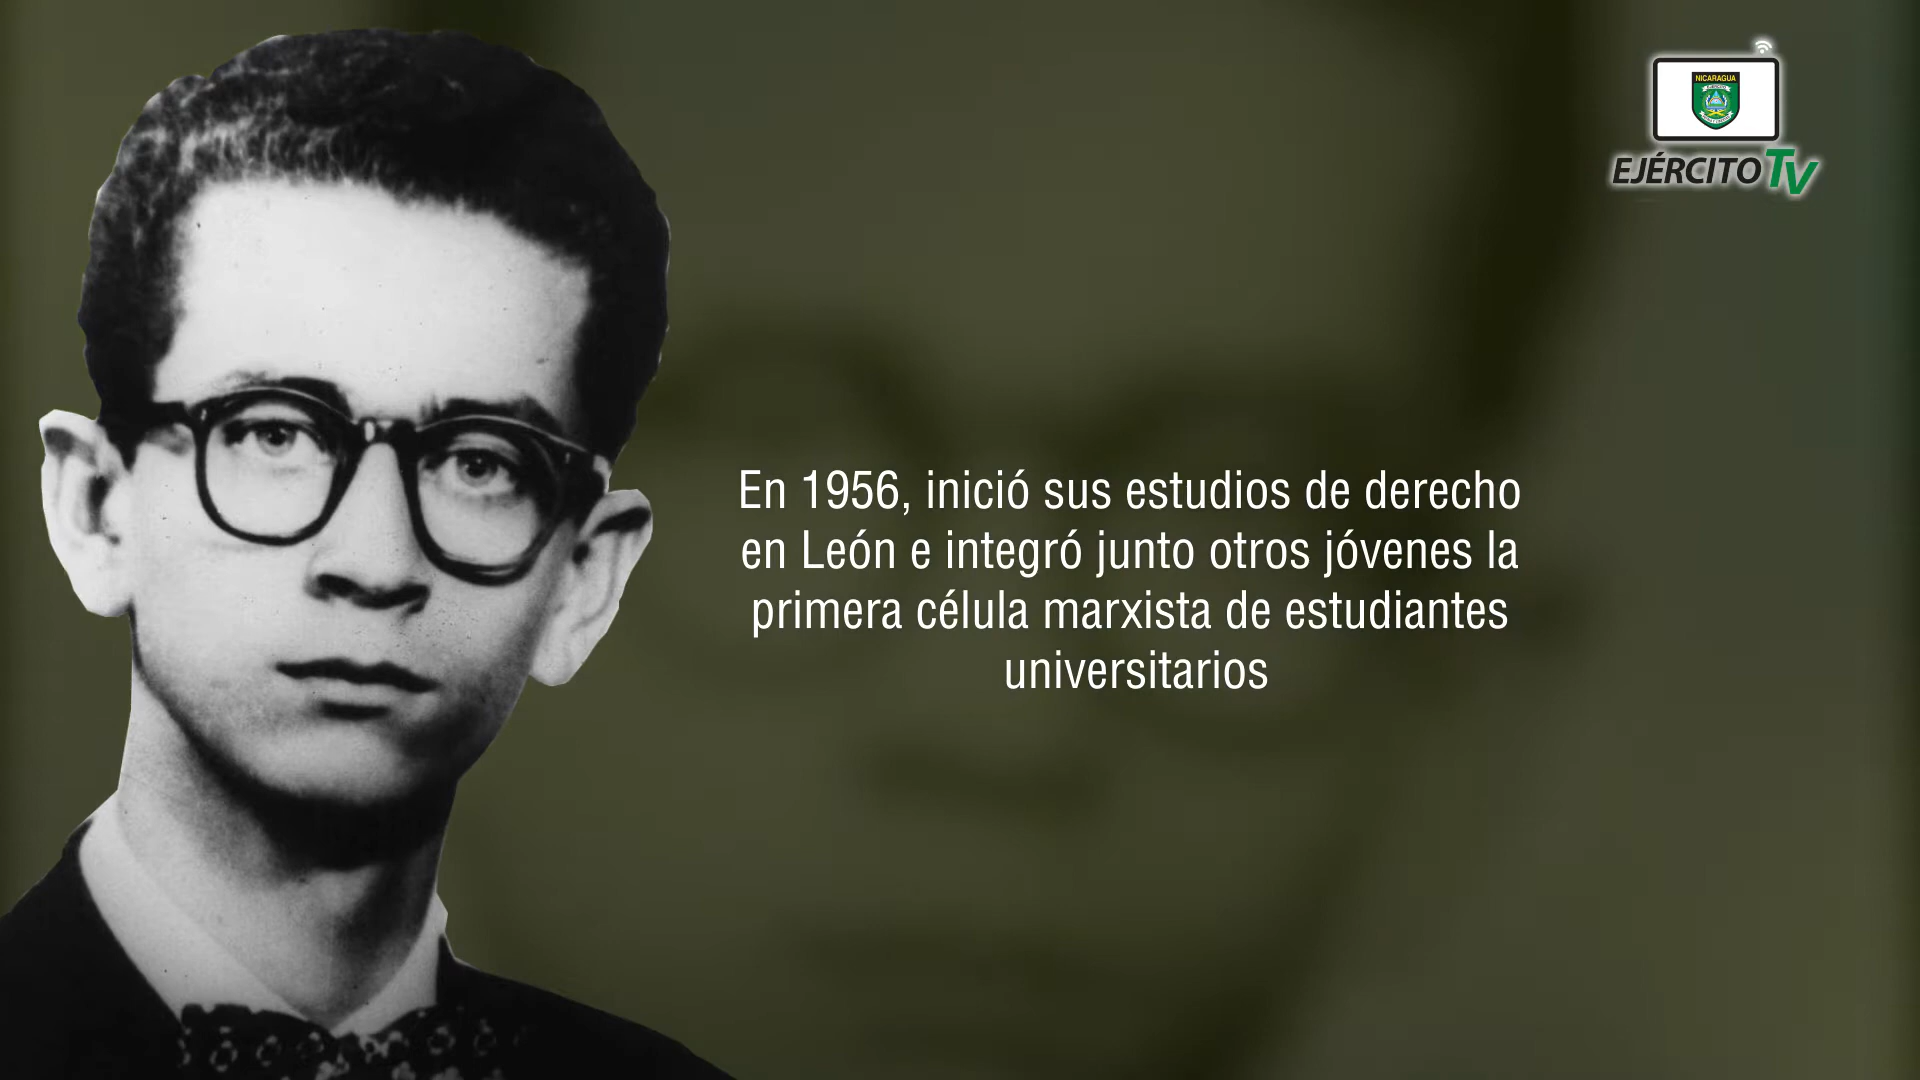 NICARAGUA
EJÉRCITO TV
En 1956, inició sus estudios de derecho
en León e integró junto otros jóvenes la
primera célula marxista de estudiantes
universitarios